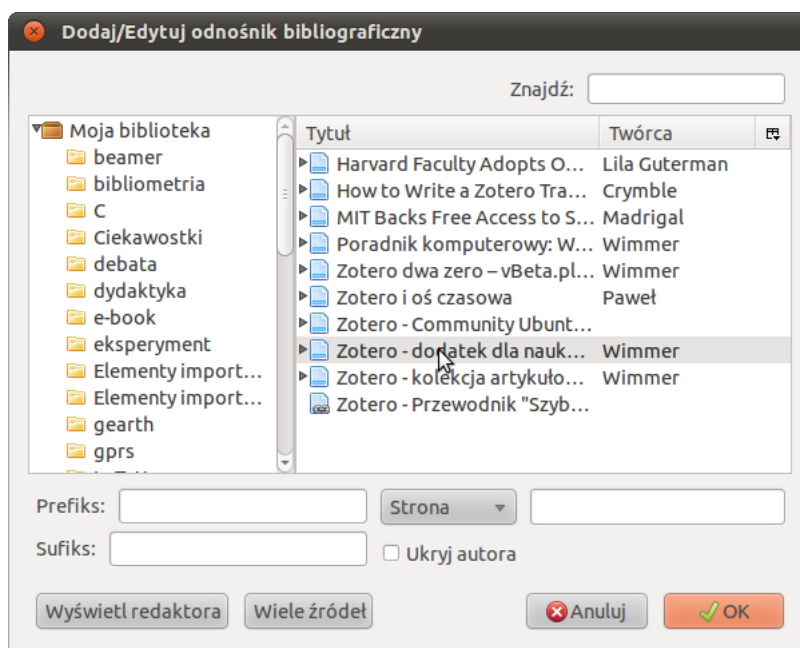 Dodaj/Edytuj odnośnik bibliograficzny
Znajdź:
Moja biblioteka
beamer
bibliometria
C
Ciekawostki
debata
dydaktyka
e-book
eksperyment
Elementy import...
Elementy import...
gearth
gprs
Tytuł Twórca
Harvard Faculty Adopts O... Lila Guterman
How to Write a Zotero Tra... Crymble
MIT Backs Free Access to S... Madrigal
Poradnik komputerowy: W... Wimmer
Zotero dwa zero – vBeta.pl... Wimmer
Zotero i oś czasowa Paweł
Zotero - Community Ubunt...
Zotero - dodatek dla nauk... Wimmer
Zotero - kolekcja artykuło... Wimmer
Zotero - Przewodnik "Szyb...
Prefiks: Strona
Sufiks: Ukryj autora
Wyświetl redaktora Wiele źródeł Anuluj OK